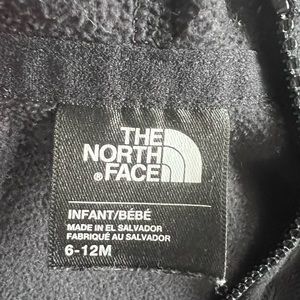 THE
NORTH
®FACE
INFANT/BÉBÉ
MADE IN EL SALVADOR
FABRIQUÉ AU SALVADOR
6-12M